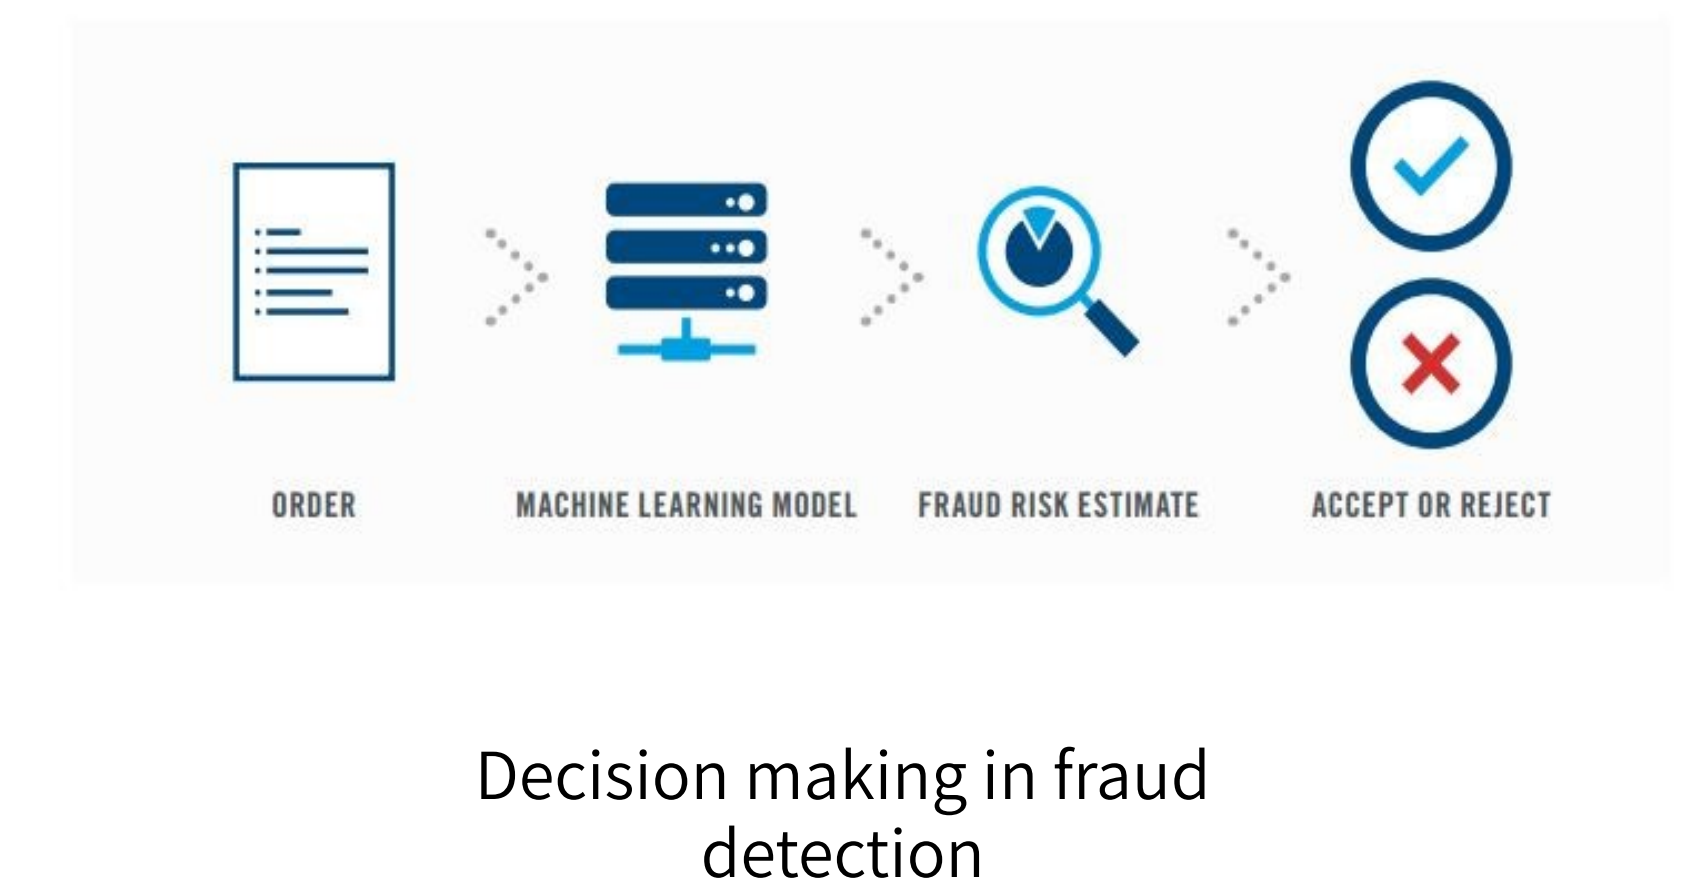 ORDER
MACHINE LEARNING MODEL
FRAUD RISK ESTIMATE
ACCEPT OR REJECT
Decision making in fraud
detection